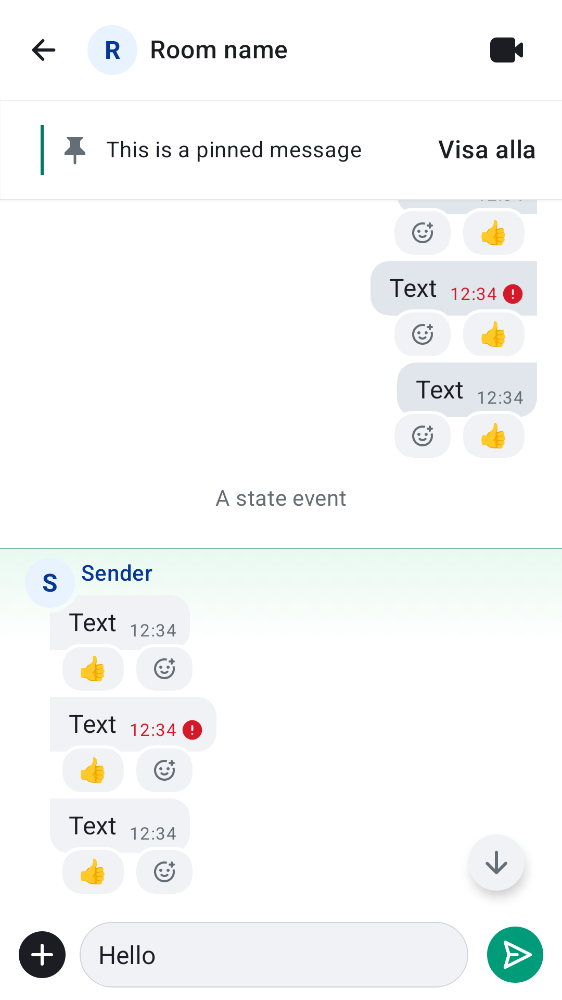 R Room name
This is a pinned message Visa alla
Text 12:34
Text 12:34
A state event
S Sender
Text 12:34
Text 12:34
Text 12:34
Hello